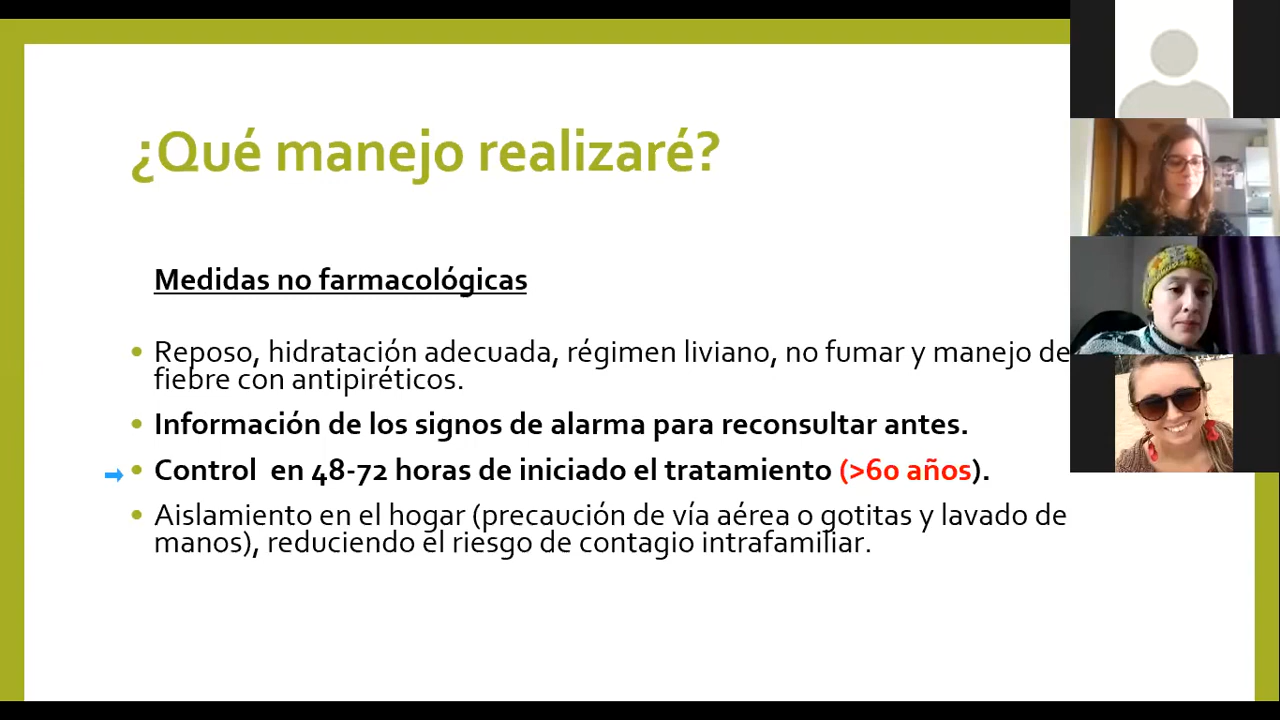 ¿Qué manejo realizaré?
Medidas no farmacológicas
• Reposo, hidratación adecuada, régimen liviano, no fumar y manejo de
fiebre con antipiréticos.
• Información de los signos de alarma para reconsultar antes.
• Control en 48-72 horas de iniciado el tratamiento (>60 años).
• Aislamiento en el hogar (precaución de vía aérea o gotitas y lavado de
manos), reduciendo el riesgo de contagio intrafamiliar.